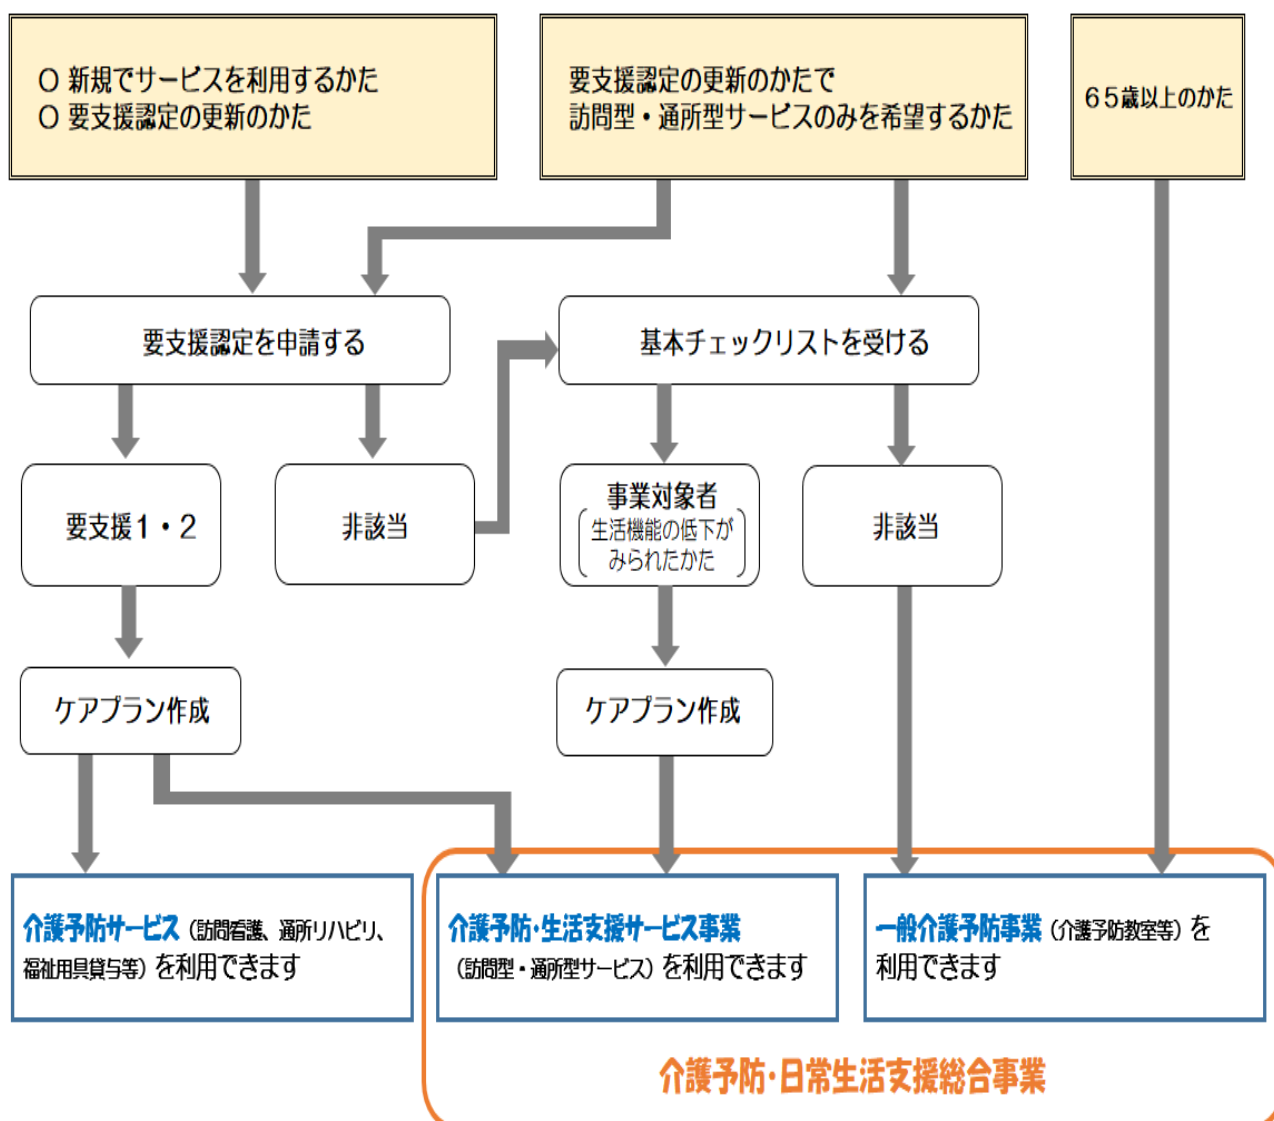 ○ 新規でサービスを利用するかた
○ 要支援認定の更新のかた
要支援認定の更新のかたで
訪問型・通所型サービスのみを希望するかた
６５歳以上のかた
要支援認定を申請する
基本チェックリストを受ける
要支援１・２
非該当
事業対象者
生活機能の低下が
みられたかた
非該当
ケアプラン作成
ケアプラン作成
介護予防サービス（訪問看護、通所リハビリ、
福祉用具貸与等）を利用できます
介護予防・生活支援サービス事業
（訪問型・通所型サービス）を利用できます
一般介護予防事業（介護予防教室等）を
利用できます
介護予防・日常生活支援総合事業